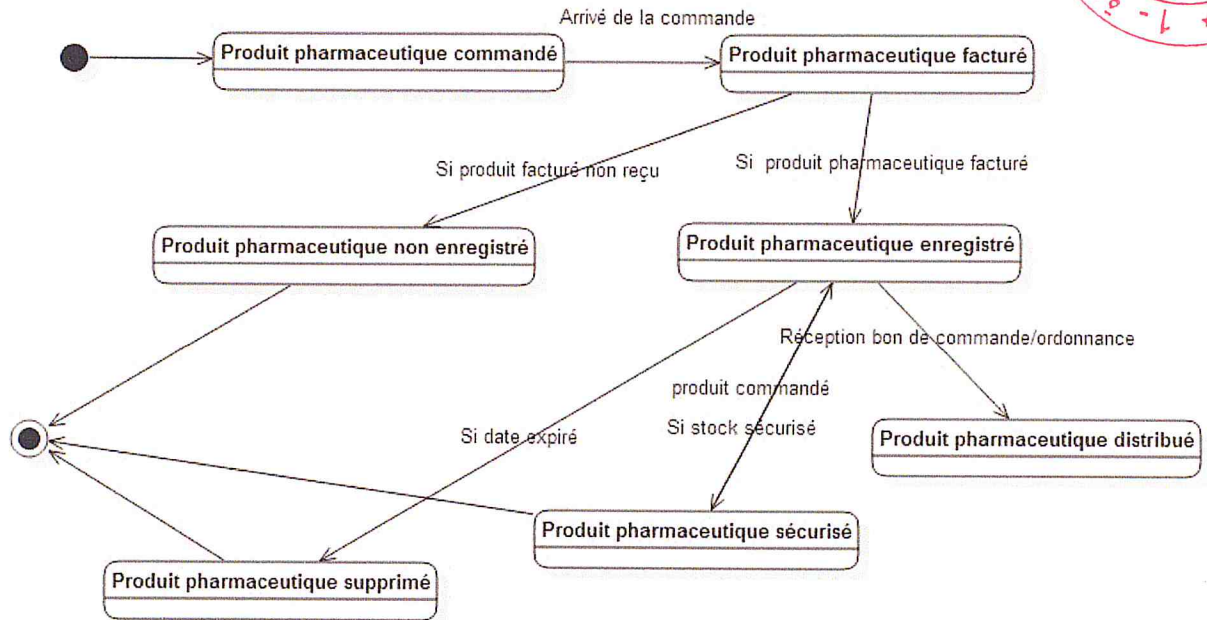 Arrivé de la commande
Produit pharmaceutique commandé
Produit pharmaceutique facturé
Si produit facturé non reçu
Si produit pharmaceutique facturé
Produit pharmaceutique non enregistré
Produit pharmaceutique enregistré
Réception bon de commande/ordonnance
produit commandé
Si stock sécurisé
Si date expiré
Produit pharmaceutique distribué
Produit pharmaceutique sécurisé
Produit pharmaceutique supprimé